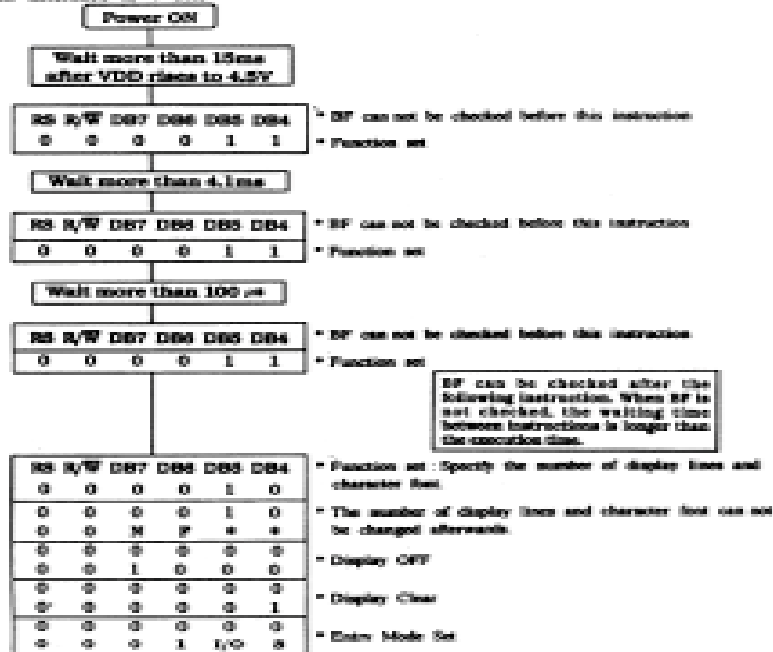 Power ON
Wait more than 15ms
after VDD rises to 4.5V
RS R/W DB7 DB6 DB5 DB4
0 0 0 0 1 1
* BF can not be checked before this instruction
* Function set
Wait more than 4.1ms
RS R/W DB7 DB6 DB5 DB4
0 0 0 0 1 1
* BF can not be checked before this instruction
* Function set
Wait more than 100 μs
RS R/W DB7 DB6 DB5 DB4
0 0 0 0 1 1
* BF can not be checked before this instruction
* Function set
BF can be checked after the
following instruction. When BF is
not checked, the waiting time
between instructions is longer than
the execution time.
RS R/W DB7 DB6 DB5 DB4
0 0 0 0 1 0
* Function set : Specify the number of display lines and
character font.
0 0 0 0 1 0
0 0 N F * *
* The number of display lines and character font can not
be changed afterwards.
0 0 0 0 0 0
0 0 1 0 0 0
* Display OFF
0 0 0 0 0 0
0 0 0 0 0 1
* Display Clear
0 0 0 0 0 0
0 0 0 1 I/O S
* Entry Mode Set